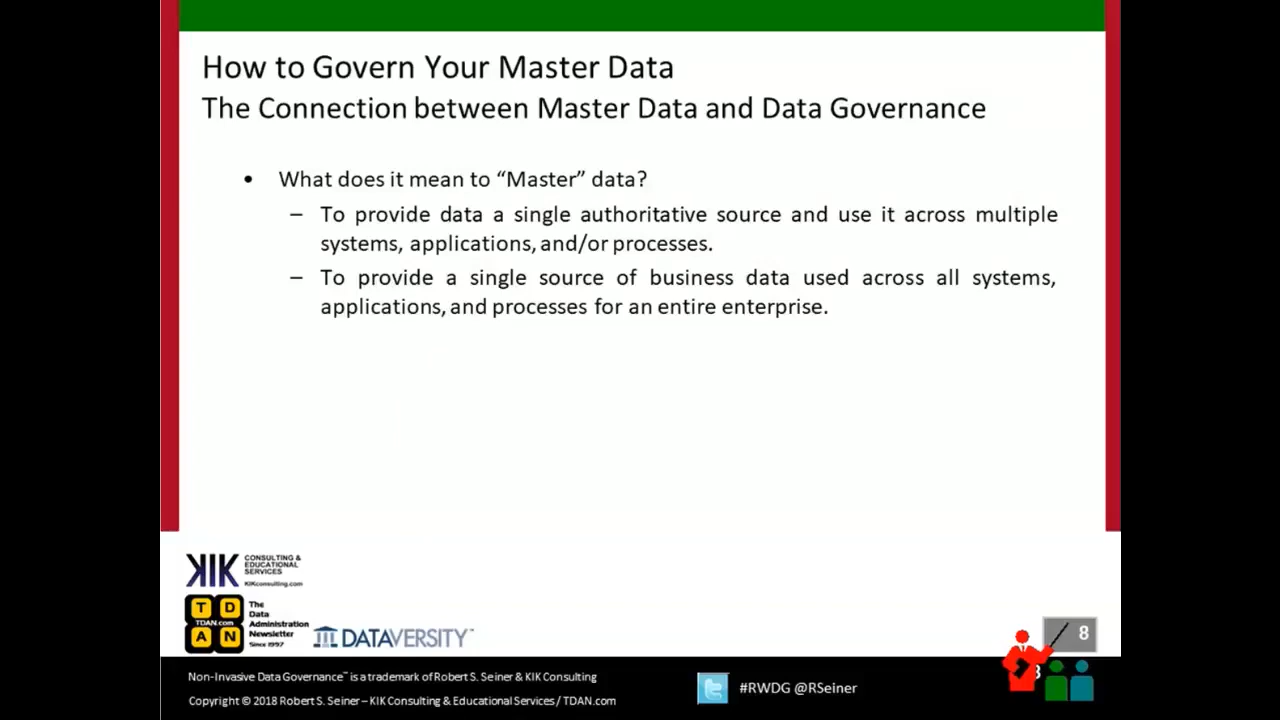 How to Govern Your Master Data
The Connection between Master Data and Data Governance
• What does it mean to “Master” data?
– To provide data a single authoritative source and use it across multiple
systems, applications, and/or processes.
– To provide a single source of business data used across all systems,
applications, and processes for an entire enterprise.
KIK
CONSULTING &
EDUCATIONAL
SERVICES
KIKconsulting.com
T D
TDAN.com
A N
The
Data
Administration
Newsletter
Since 1997
DATAVERSITY™
8
Non-Invasive Data Governance™ is a trademark of Robert S. Seiner & KIK Consulting
Copyright © 2018 Robert S. Seiner – KIK Consulting & Educational Services / TDAN.com
#RWDG @RSeiner